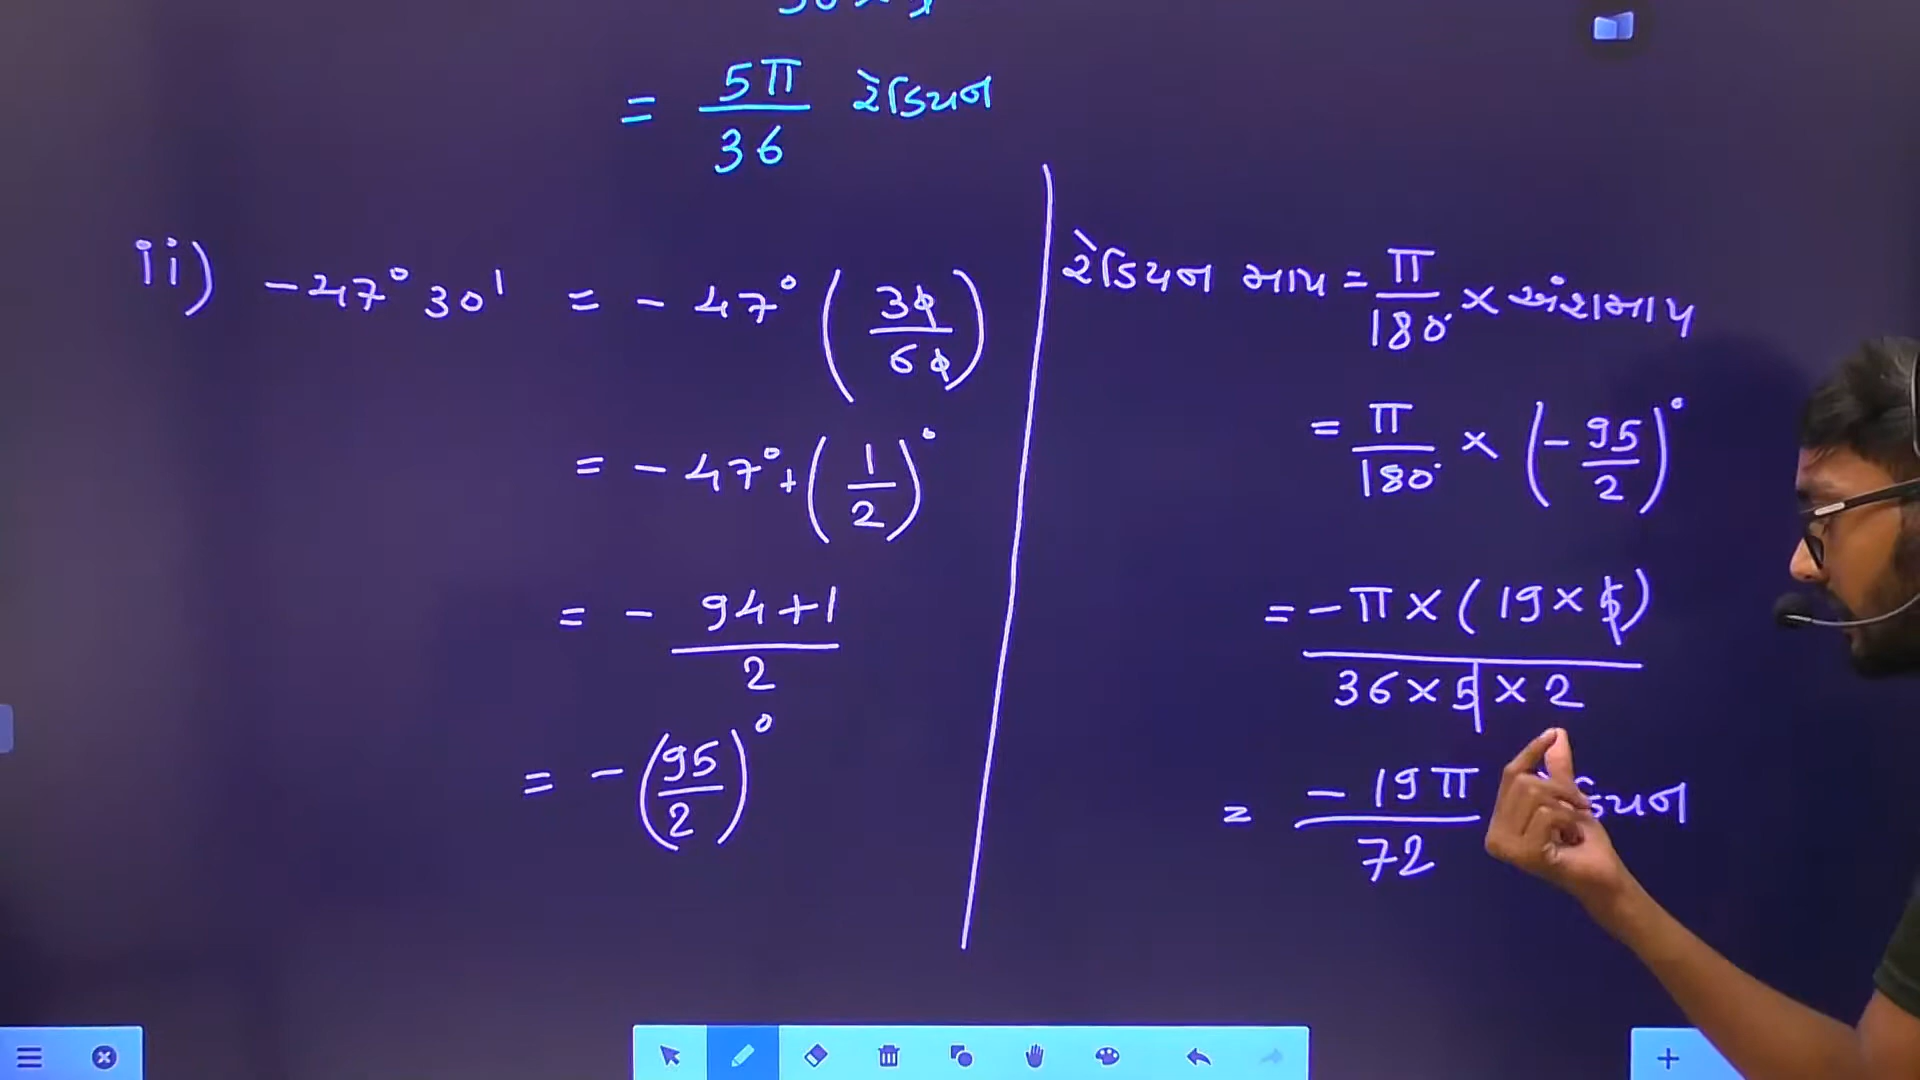 = 5π/36 રેડિયન
ii) -47° 30' = - 47° (30/60)
= - 47° + (1/2)°
= - 94+1/2
= - (95/2)°
રેડિયન માપ = π/180 × અંશમાપ
= π/180 × (- 95/2)°
= - π × (19 × 5) / 36 × 5 × 2
= - 19π/72